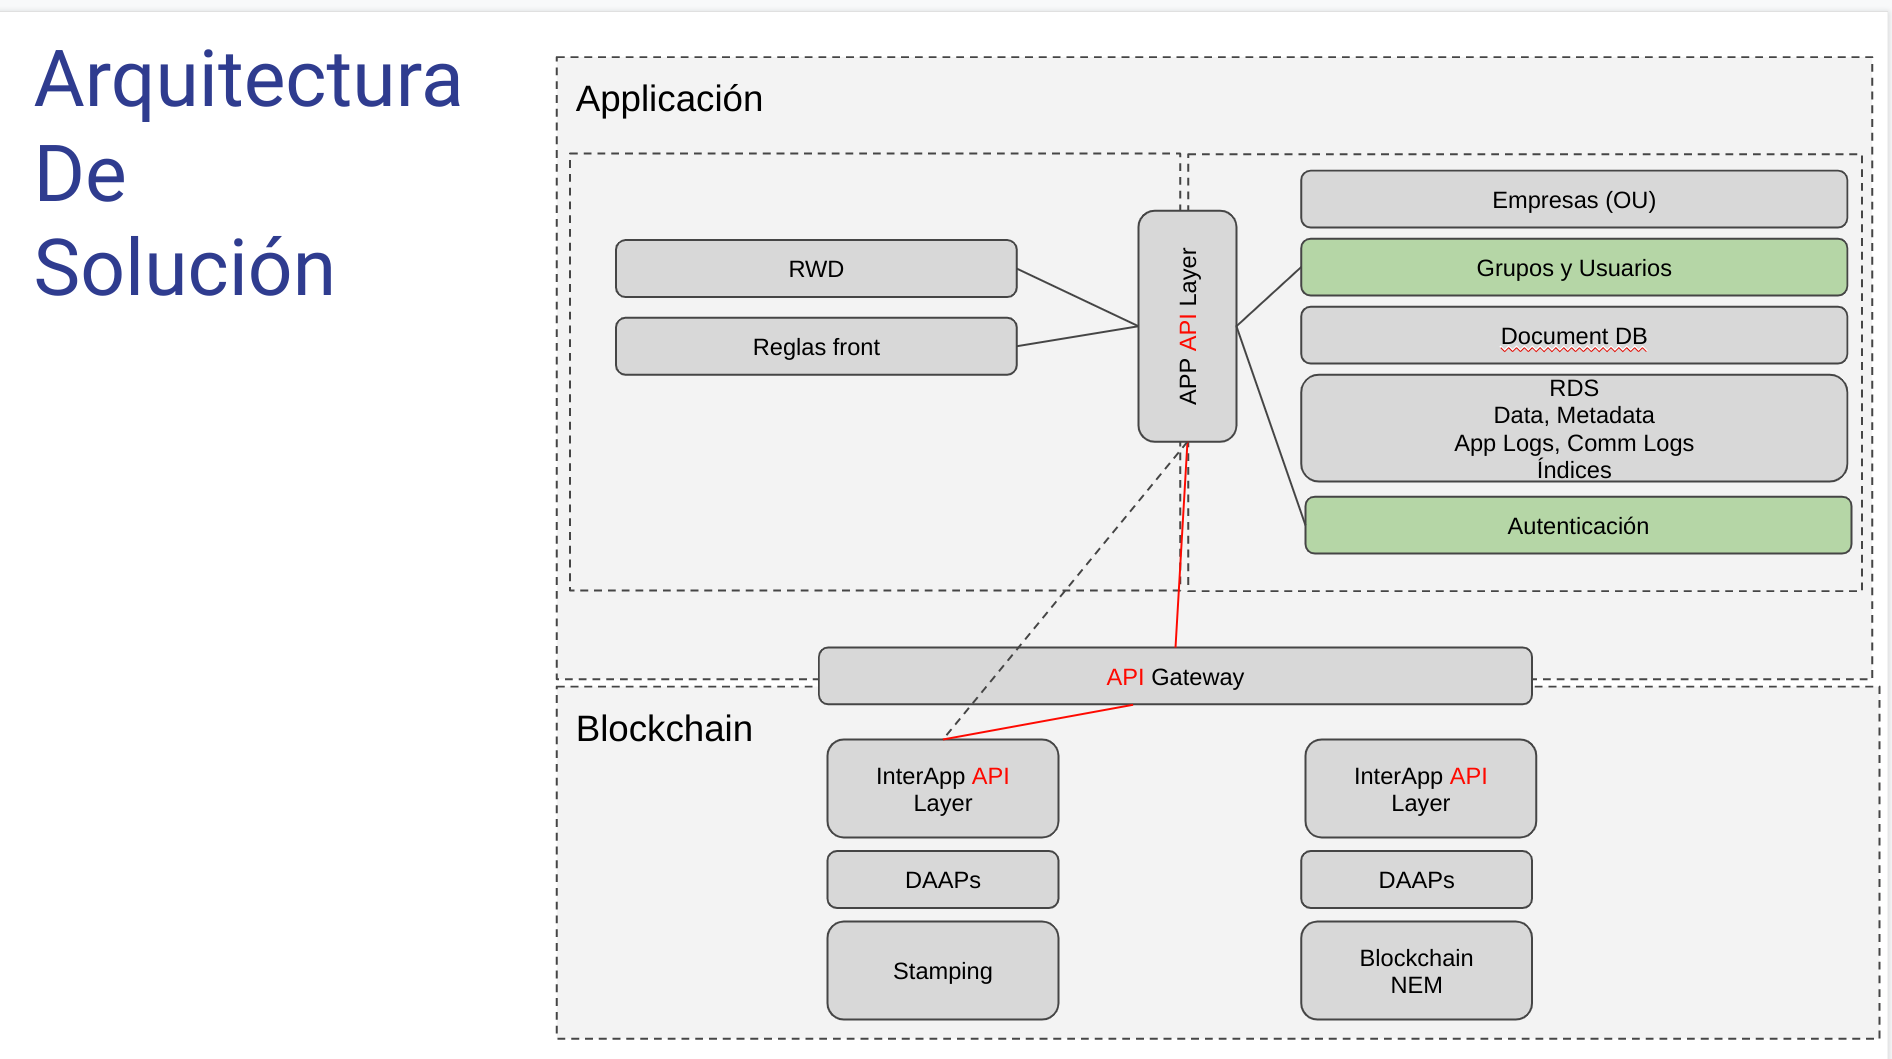 Arquitectura
De
Solución
Applicación
RWD
Reglas front
APP API Layer
Empresas (OU)
Grupos y Usuarios
Document DB
RDS
Data, Metadata
App Logs, Comm Logs
Índices
Autenticación
API Gateway
Blockchain
InterApp API
Layer
DAAPs
Stamping
InterApp API
Layer
DAAPs
Blockchain
NEM